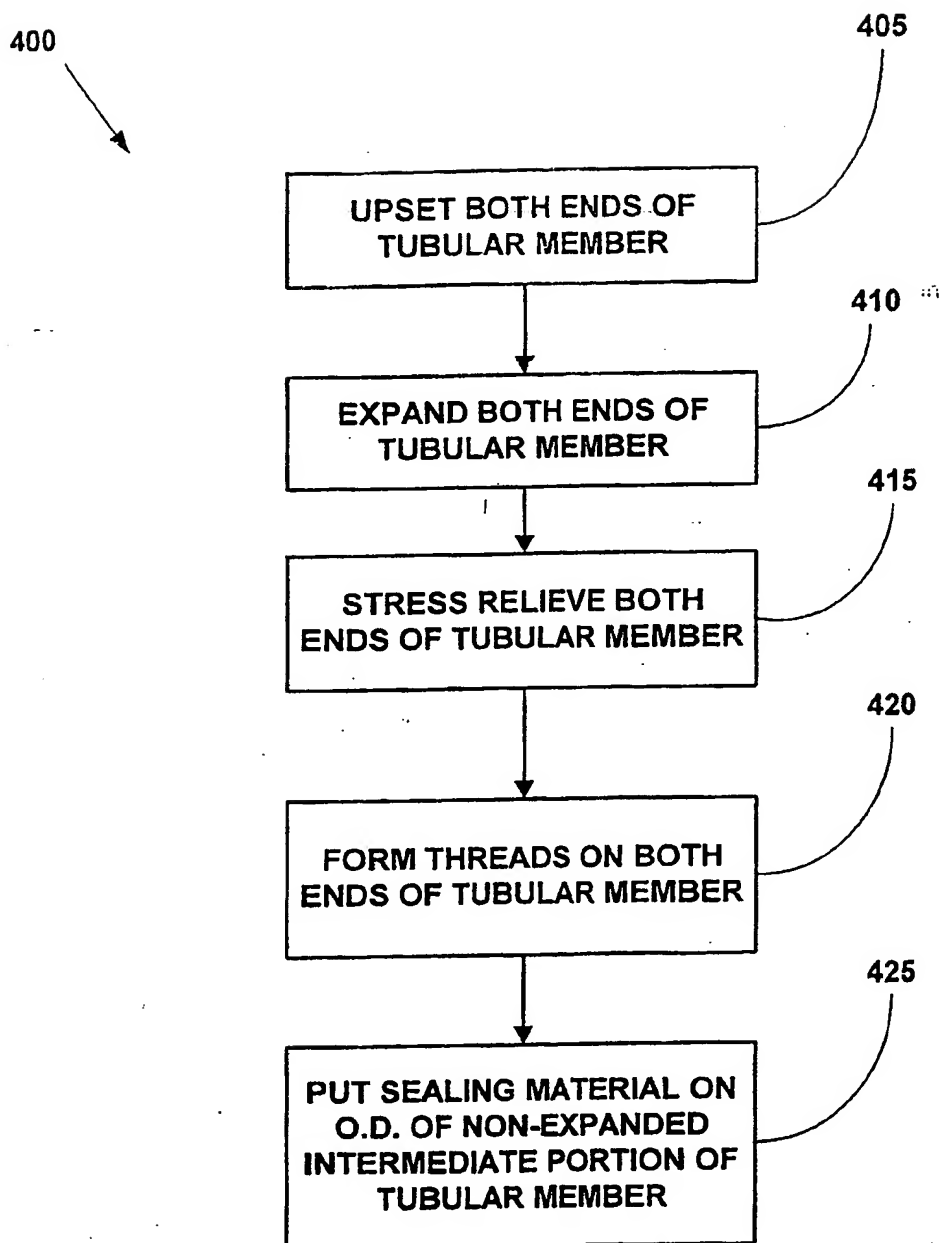 400
405
UPSET BOTH ENDS OF
TUBULAR MEMBER
410
EXPAND BOTH ENDS OF
TUBULAR MEMBER
415
STRESS RELIEVE BOTH
ENDS OF TUBULAR MEMBER
420
FORM THREADS ON BOTH
ENDS OF TUBULAR MEMBER
425
PUT SEALING MATERIAL ON
O.D. OF NON-EXPANDED
INTERMEDIATE PORTION OF
TUBULAR MEMBER